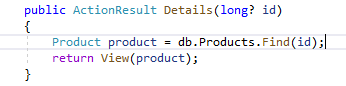 public ActionResult Details(long? id)
{
Product product = db.Products.Find(id);
return View(product);
}